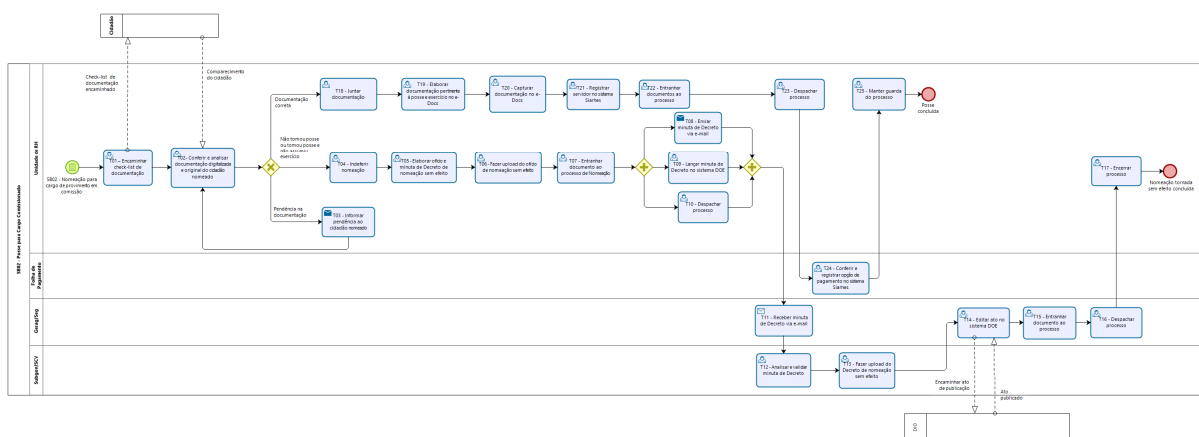 Cidadão
Check-list de
documentação
encaminhado
Comparecimento
do cidadão
SB02 - Posse para Cargo Comissionado
Unidade de RH
Folha de
Pagamento
Gerag/Seg
Subgen/SCV
SB02 - Nomeação para
cargo de provimento em
comissão
T01 - Encaminhar
check-list de
documentação
T02 - Conferir e analisar
documentação digitalizada
e original do cidadão
nomeado
Documentação
correta
Não tomou posse
ou tomou posse e
exercício
Pendência na
documentação
T18 - Juntar
documentação
T19 - Elaborar
documentação pertinente
à posse e exercício no e-
Docs
T20 - Capturar
documentação no e-
Docs
T21 - Registrar
servidor no sistema
Siarhes
T22 - Entranhar
documentos ao
processo
T23 - Despachar
processo
T25 - Manter guarda
do processo
Posse
concluída
T04 - Indeferir
nomeação
T05 - Elaborar ofício e
minuta de Decreto de
nomeação sem efeito
T06 - Fazer upload do ofício
de nomeação sem efeito
T07 - Entranhar
documento ao
processo de Nomeação
T08 - Enviar
minuta de Decreto
via e-mail
T09 - Lançar minuta de
Decreto no sistema DOE
T10 - Despachar
processo
T03 - Informar
pendência ao
cidadão nomeado
T17 - Encerrar
processo
Nomeação tornada
sem efeito concluída
T24 - Conferir e
registrar opção de
pagamento no sistema
Siarhes
T11 - Receber minuta
de Decreto via e-mail
T14 - Editar ato no
sistema DOE
T15 - Entranhar
documento ao
processo
T16 - Despachar
processo
T12 - Analisar e validar
minuta de Decreto
T13 - Fazer upload do
Decreto de nomeação
sem efeito
Encaminhar ato
de publicação
Ato
publicado
DIO